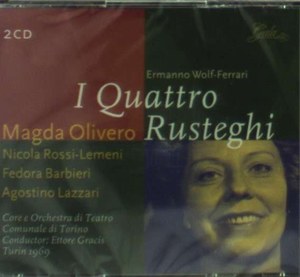 2CD
Gala
Ermanno Wolf-Ferrari
I Quattro
Rusteghi
Magda Olivero
Nicola Rossi-Lemeni
Fedora Barbieri
Agostino Lazzari
Coro e Orchestra di Teatro
Comunale di Torino
Conductor: Ettore Gracis
Turin 1969